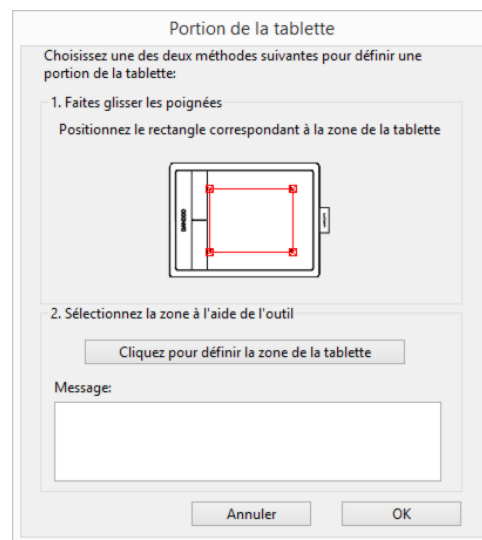 Portion de la tablette
Choisissez une des deux méthodes suivantes pour définir une
portion de la tablette:
1. Faites glisser les poignées
Positionnez le rectangle correspondant à la zone de la tablette
BAMBOO
2. Sélectionnez la zone à l'aide de l'outil
Cliquez pour définir la zone de la tablette
Message:
Annuler
OK